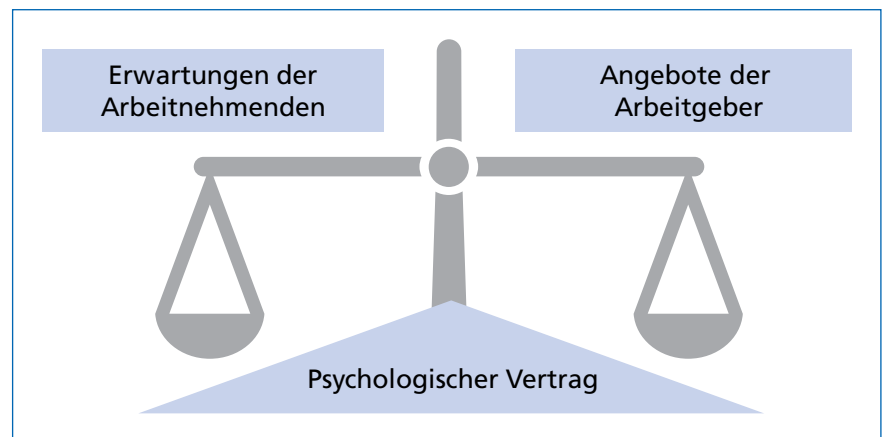 Erwartungen der
Arbeitnehmenden
Angebote der
Arbeitgeber
Psychologischer Vertrag